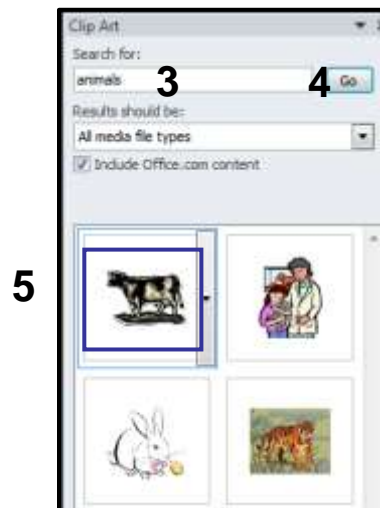 Clip Art
Search for:
animals 3 4 Go
Results should be:
All media file types
Include Office.com content
5